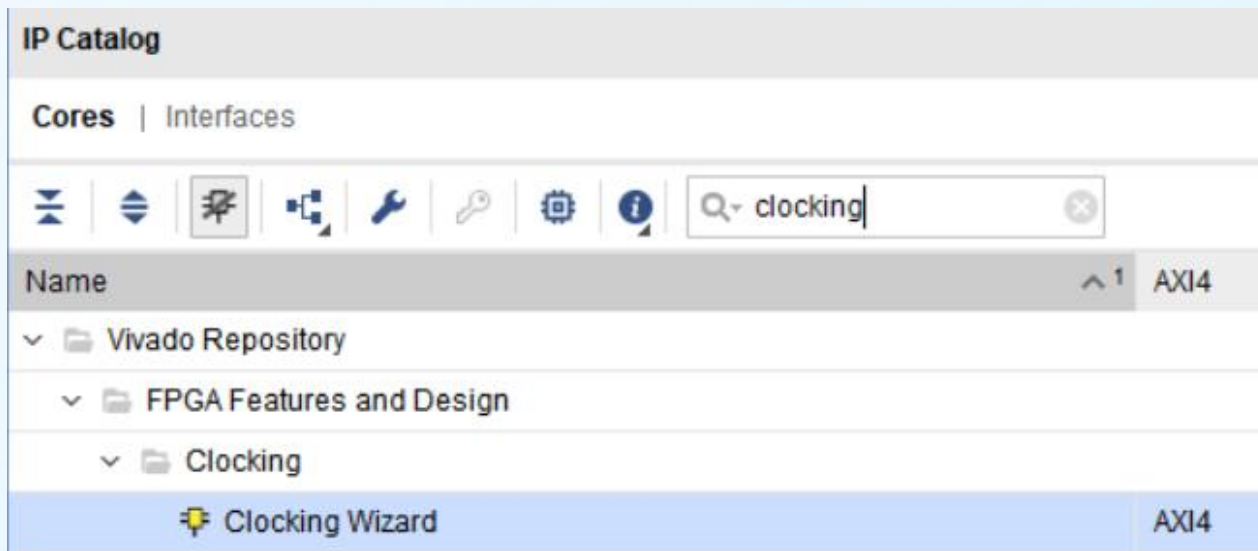 IP Catalog
Cores | Interfaces
clocking
Name 1 AXI4
Vivado Repository
FPGA Features and Design
Clocking
Clocking Wizard AXI4